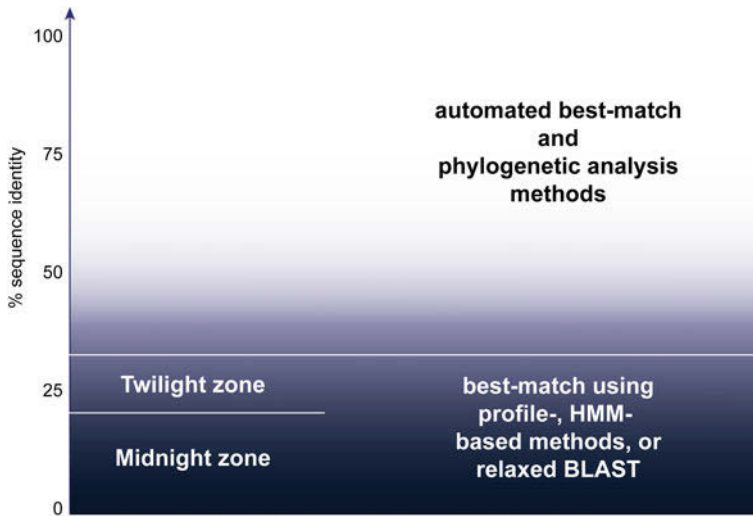 100
automated best-match
and
phylogenetic analysis
methods
75
% sequence identity
50
25
Twilight zone
best-match using
profile-, HMM-
based methods, or
relaxed BLAST
Midnight zone
0